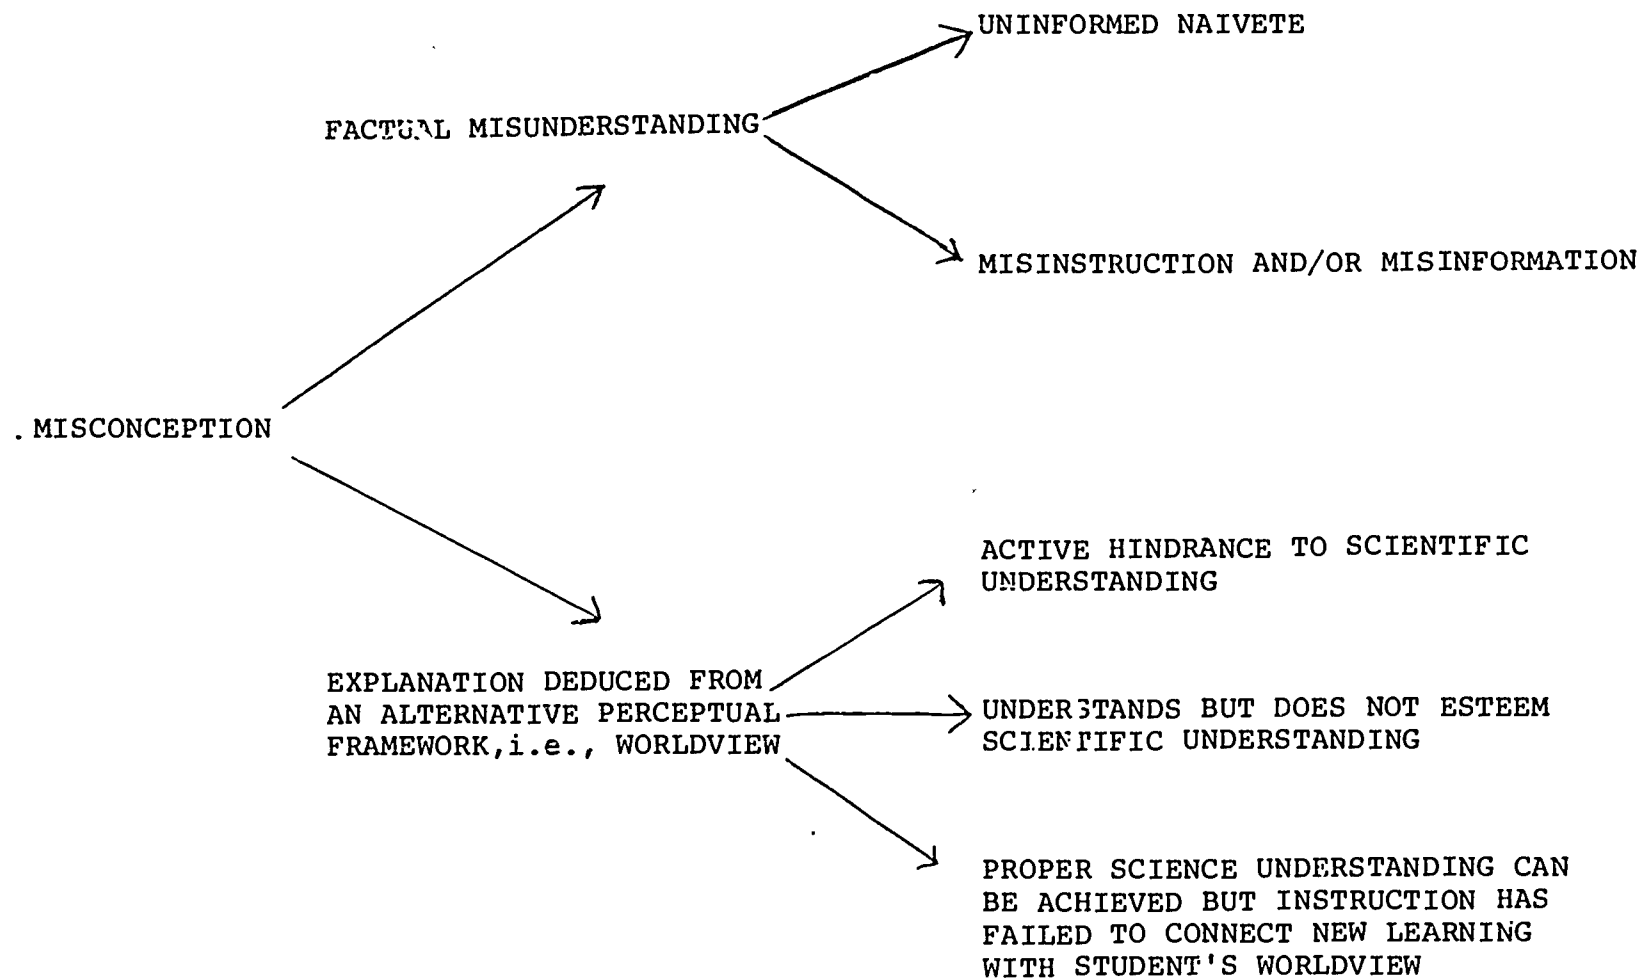 UNINFORMED NAIVETE
FACTUAL MISUNDERSTANDING
MISINSTRUCTION AND/OR MISINFORMATION
MISCONCEPTION
ACTIVE HINDRANCE TO SCIENTIFIC
UNDERSTANDING
EXPLANATION DEDUCED FROM
AN ALTERNATIVE PERCEPTUAL
FRAMEWORK,i.e., WORLDVIEW
UNDERSTANDS BUT DOES NOT ESTEEM
SCIENTIFIC UNDERSTANDING
PROPER SCIENCE UNDERSTANDING CAN
BE ACHIEVED BUT INSTRUCTION HAS
FAILED TO CONNECT NEW LEARNING
WITH STUDENT'S WORLDVIEW